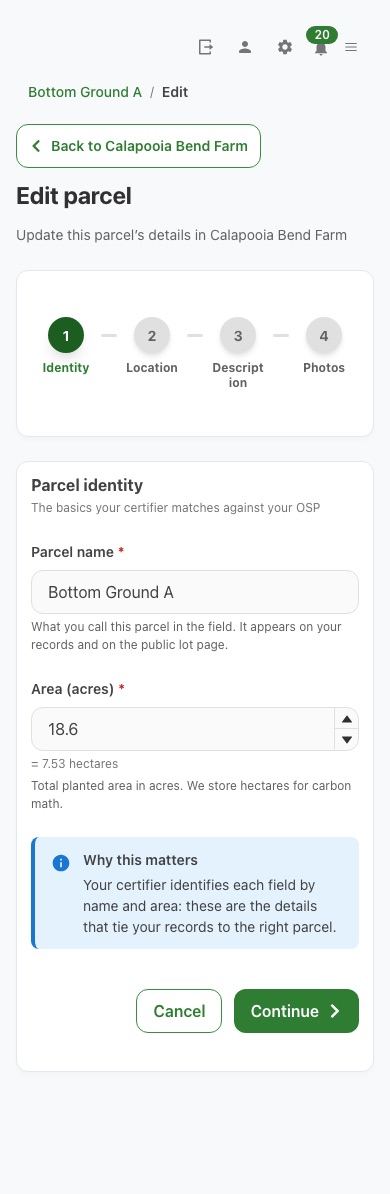 20
Bottom Ground A / Edit
Back to Calapooia Bend Farm
Edit parcel
Update this parcel's details in Calapooia Bend Farm
1
2
3
4
Identity
Location
Descript
ion
Photos
Parcel identity
The basics your certifier matches against your OSP
Parcel name *
Bottom Ground A
What you call this parcel in the field. It appears on your
records and on the public lot page.
Area (acres) *
18.6
= 7.53 hectares
Total planted area in acres. We store hectares for carbon
math.
Why this matters
Your certifier identifies each field by
name and area: these are the details
that tie your records to the right parcel.
Cancel
Continue